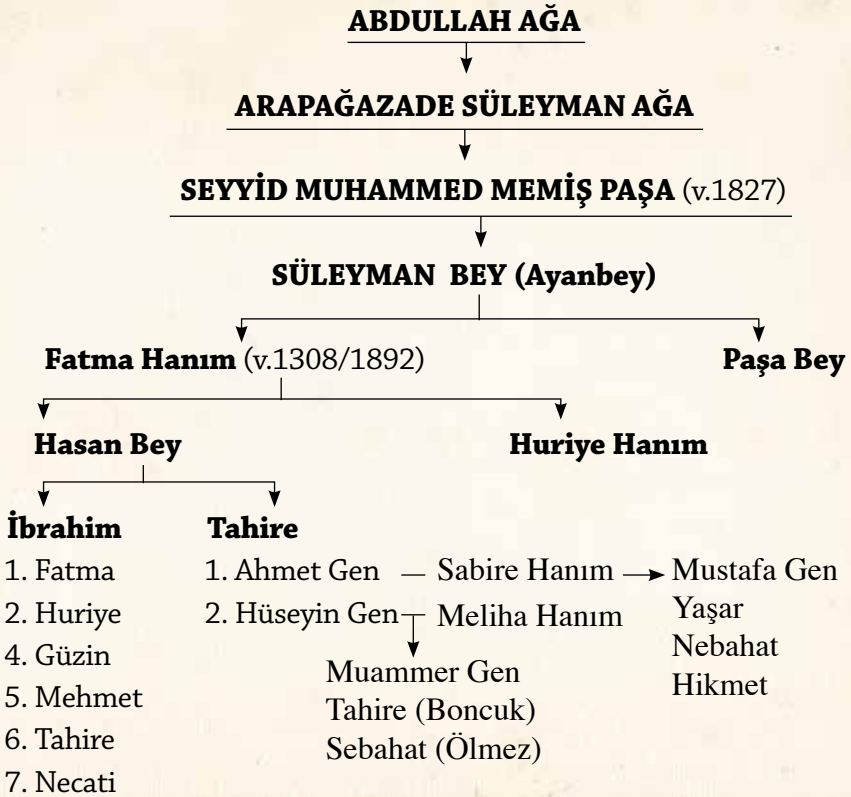 ABDULLAH AĞA
ARAPAĞAZADE SÜLEYMAN AĞA
SEYYİD MUHAMMED MEMİŞ PAŞA (v.1827)
SÜLEYMAN BEY (Ayanbey)
Fatma Hanım (v.1308/1892)
Paşa Bey
Hasan Bey
Huriye Hanım
İbrahim
1. Fatma
2. Huriye
4. Güzin
5. Mehmet
6. Tahire
7. Necati
Tahire
1. Ahmet Gen — Sabire Hanım
2. Hüseyin Gen — Meliha Hanım
Muammer Gen
Tahire (Boncuk)
Sebahat (Ölmez)
Mustafa Gen
Yaşar
Nebahat
Hikmet